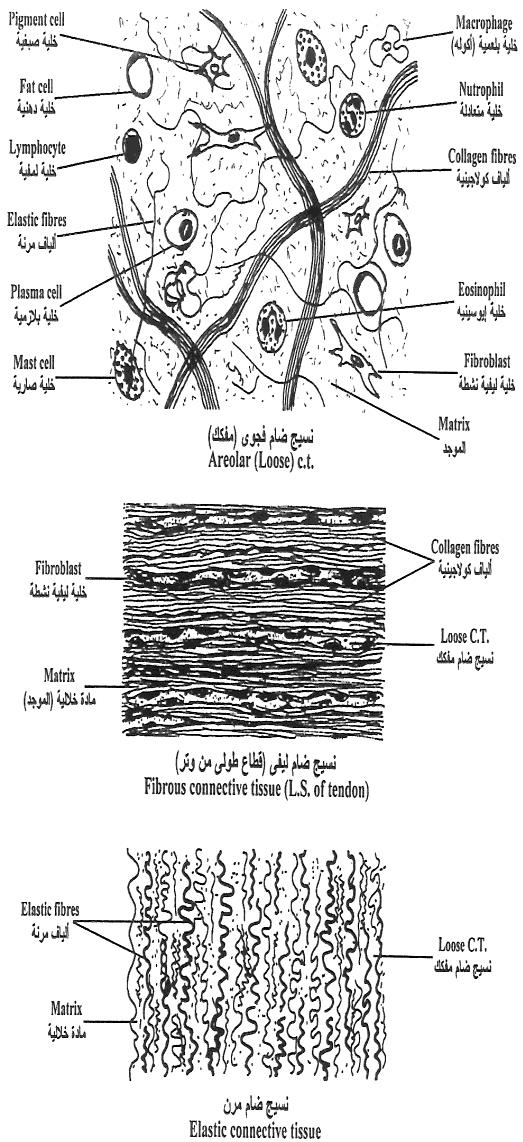 Pigment cell
خلية صبغية
Fat cell
خلية دهنية
Lymphocyte
خلية لمفية
Elastic fibres
ألياف مرنة
Plasma cell
خلية بلازمية
Mast cell
خلية صارية
Macrophage
خلية بلعمية (أكوله)
Nutrophil
خلية متعادلة
Collagen fibres
ألياف كولاجينية
Eosinophil
خلية إيوسينيه
Fibroblast
خلية ليفية نشطة
Matrix
الموجد
نسيج ضام فجوى (مفكك)
Areolar (Loose) c.t.
Fibroblast
خلية ليفية نشطة
Matrix
مادة خلالية (الموجد)
Collagen fibres
ألياف كولاجينية
Loose C.T.
نسيج ضام مفكك
نسيج ضام ليفى (قطاع طولى من وتر)
Fibrous connective tissue (L.S. of tendon)
Elastic fibres
ألياف مرنة
Matrix
مادة خلالية
Loose C.T.
نسيج ضام مفكك
نسيج ضام مرن
Elastic connective tissue